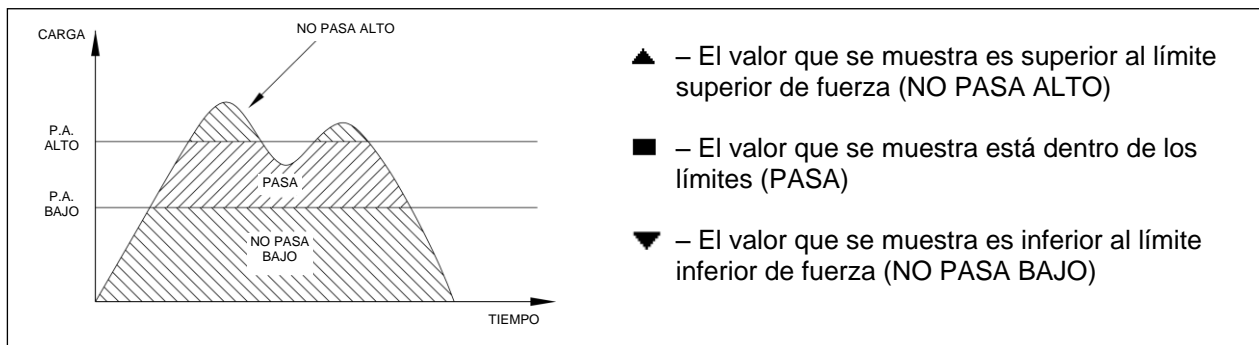 CARGA
NO PASA ALTO
P.A.
ALTO
PASA
P.A.
BAJO
NO PASA
BAJO
TIEMPO
▲ – El valor que se muestra es superior al límite
superior de fuerza (NO PASA ALTO)
■ – El valor que se muestra está dentro de los
límites (PASA)
▼ – El valor que se muestra es inferior al límite
inferior de fuerza (NO PASA BAJO)